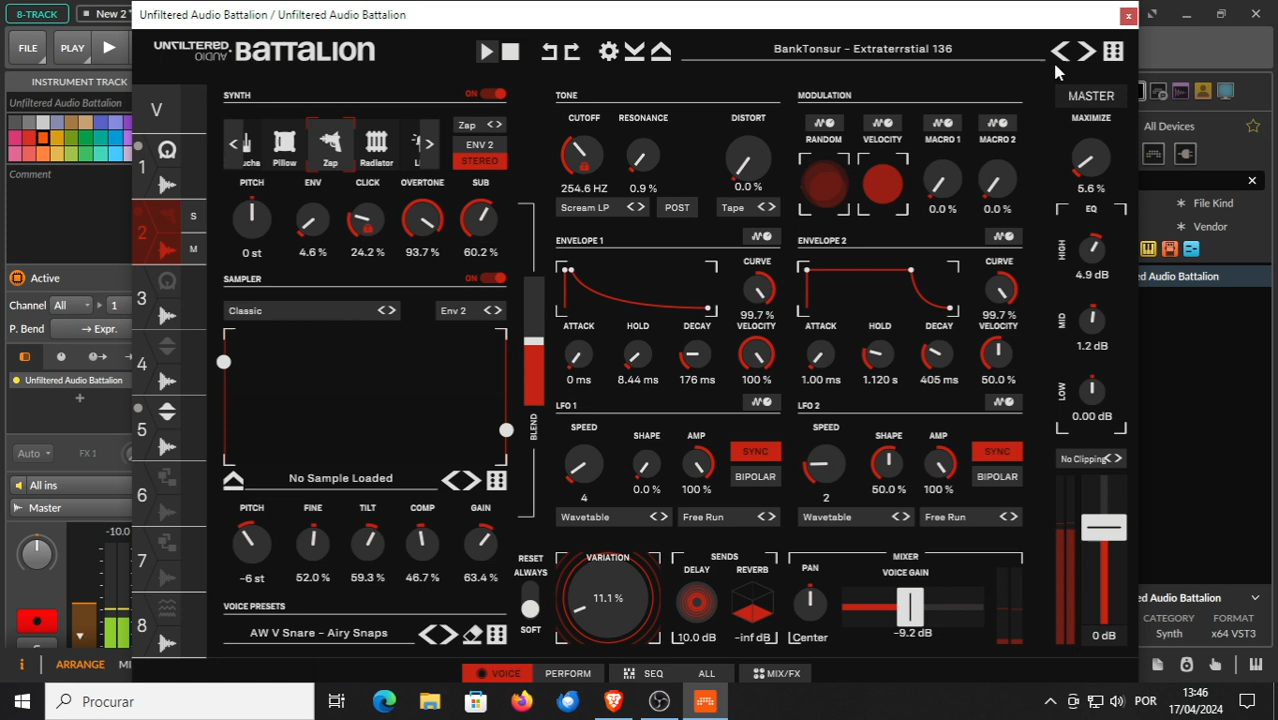 8-TRACK
New 2
Unfiltered Audio Battalion / Unfiltered Audio Battalion
x
FILE
PLAY
UNFILTERED AUDIO BATTALION
BankTonsur – Extraterrstial 136
INSTRUMENT TRACK
Unfiltered Audio Battalion
Comment
Active
Channel All 1
P. Bend → Expr.
Unfiltered Audio Battalion
+
Auto FX 1
All ins
Master
-10.0
i ARRANGE MI
V
1
2
S
M
3
4
5
6
7
8
SYNTH ON
Pillow Zap Radiator
Zap
ENV 2
STEREO
PITCH ENV CLICK OVERTONE SUB
0 st 4.6 % 24.2 % 93.7 % 60.2 %
SAMPLER ON
Classic Env 2
No Sample Loaded
PITCH FINE TILT COMP GAIN
-6 st 52.0 % 59.3 % 46.7 % 63.4 %
VOICE PRESETS
AW V Snare – Airy Snaps
BLEND
RESET
ALWAYS
SOFT
TONE
CUTOFF RESONANCE DISTORT
254.6 HZ 0.9 % 0.0 %
Scream LP POST Tape
ENVELOPE 1
CURVE
99.7 %
ATTACK HOLD DECAY VELOCITY
0 ms 8.44 ms 176 ms 100 %
LFO 1
SPEED SHAPE AMP
SYNC
BIPOLAR
4 0.0 % 100 %
Wavetable Free Run
VARIATION
11.1 %
SENDS
DELAY REVERB
10.0 dB -inf dB
MODULATION
RANDOM VELOCITY MACRO 1 MACRO 2
0.0 % 0.0 %
ENVELOPE 2
CURVE
99.7 %
ATTACK HOLD DECAY VELOCITY
1.00 ms 1.120 s 405 ms 50.0 %
LFO 2
SPEED SHAPE AMP
SYNC
BIPOLAR
2 50.0 % 100 %
Wavetable Free Run
MIXER
PAN VOICE GAIN
Center -9.2 dB
MASTER
MAXIMIZE
5.6 %
EQ
HIGH
4.9 dB
MID
1.2 dB
LOW
0.00 dB
No Clipping
0 dB
VOICE PERFORM SEQ ALL MIX/FX
All Devices
File Kind
Vendor
ed Audio Battalion
ed Audio Battalion
CATEGORY FORMAT
Synth x64 VST3
Procurar
POR
13:46
17/04/2024